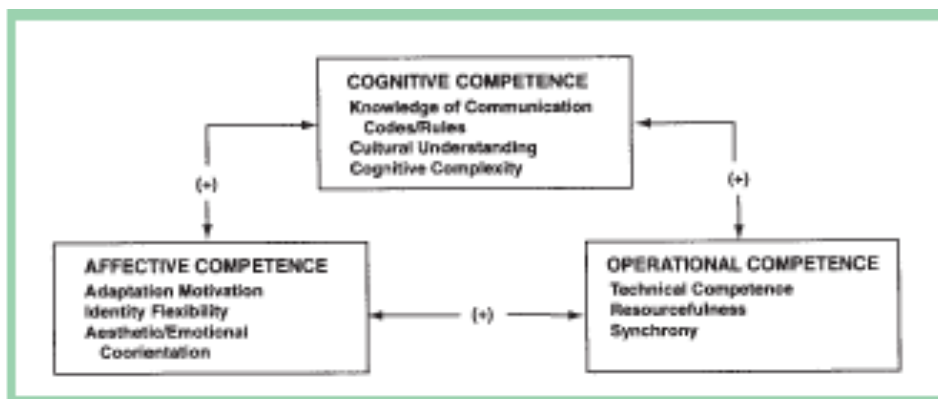 COGNITIVE COMPETENCE
Knowledge of Communication
Codes/Rules
Cultural Understanding
Cognitive Complexity
(+)
(+)
AFFECTIVE COMPETENCE
Adaptation Motivation
Identity Flexibility
Aesthetic/Emotional
Coorientation
(+)
OPERATIONAL COMPETENCE
Technical Competence
Resourcefulness
Synchrony